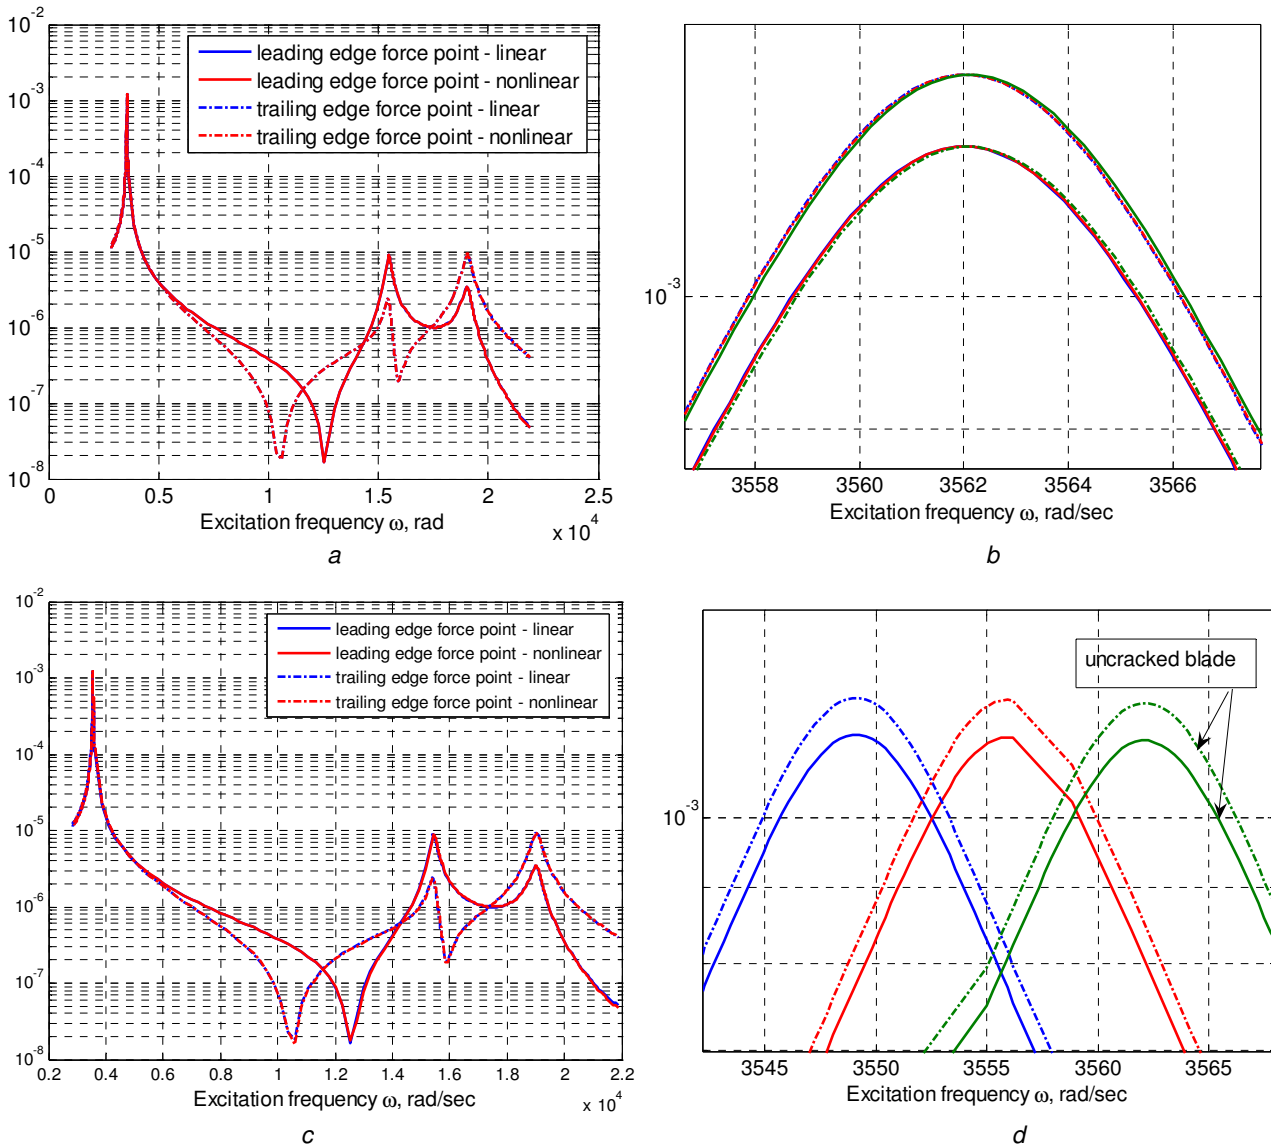 10^-2
10^-3
10^-4
10^-5
10^-6
10^-7
10^-8
leading edge force point - linear
leading edge force point - nonlinear
trailing edge force point - linear
trailing edge force point - nonlinear
0 0.5 1 1.5 2 2.5
x 10^4
Excitation frequency ω, rad
a
10^-3
3558 3560 3562 3564 3566
Excitation frequency ω, rad/sec
b
10^-2
10^-3
10^-4
10^-5
10^-6
10^-7
10^-8
leading edge force point - linear
leading edge force point - nonlinear
trailing edge force point - linear
trailing edge force point - nonlinear
0.2 0.4 0.6 0.8 1 1.2 1.4 1.6 1.8 2 2.2
x 10^4
Excitation frequency ω, rad/sec
c
uncracked blade
10^-3
3545 3550 3555 3560 3565
Excitation frequency ω, rad/sec
d